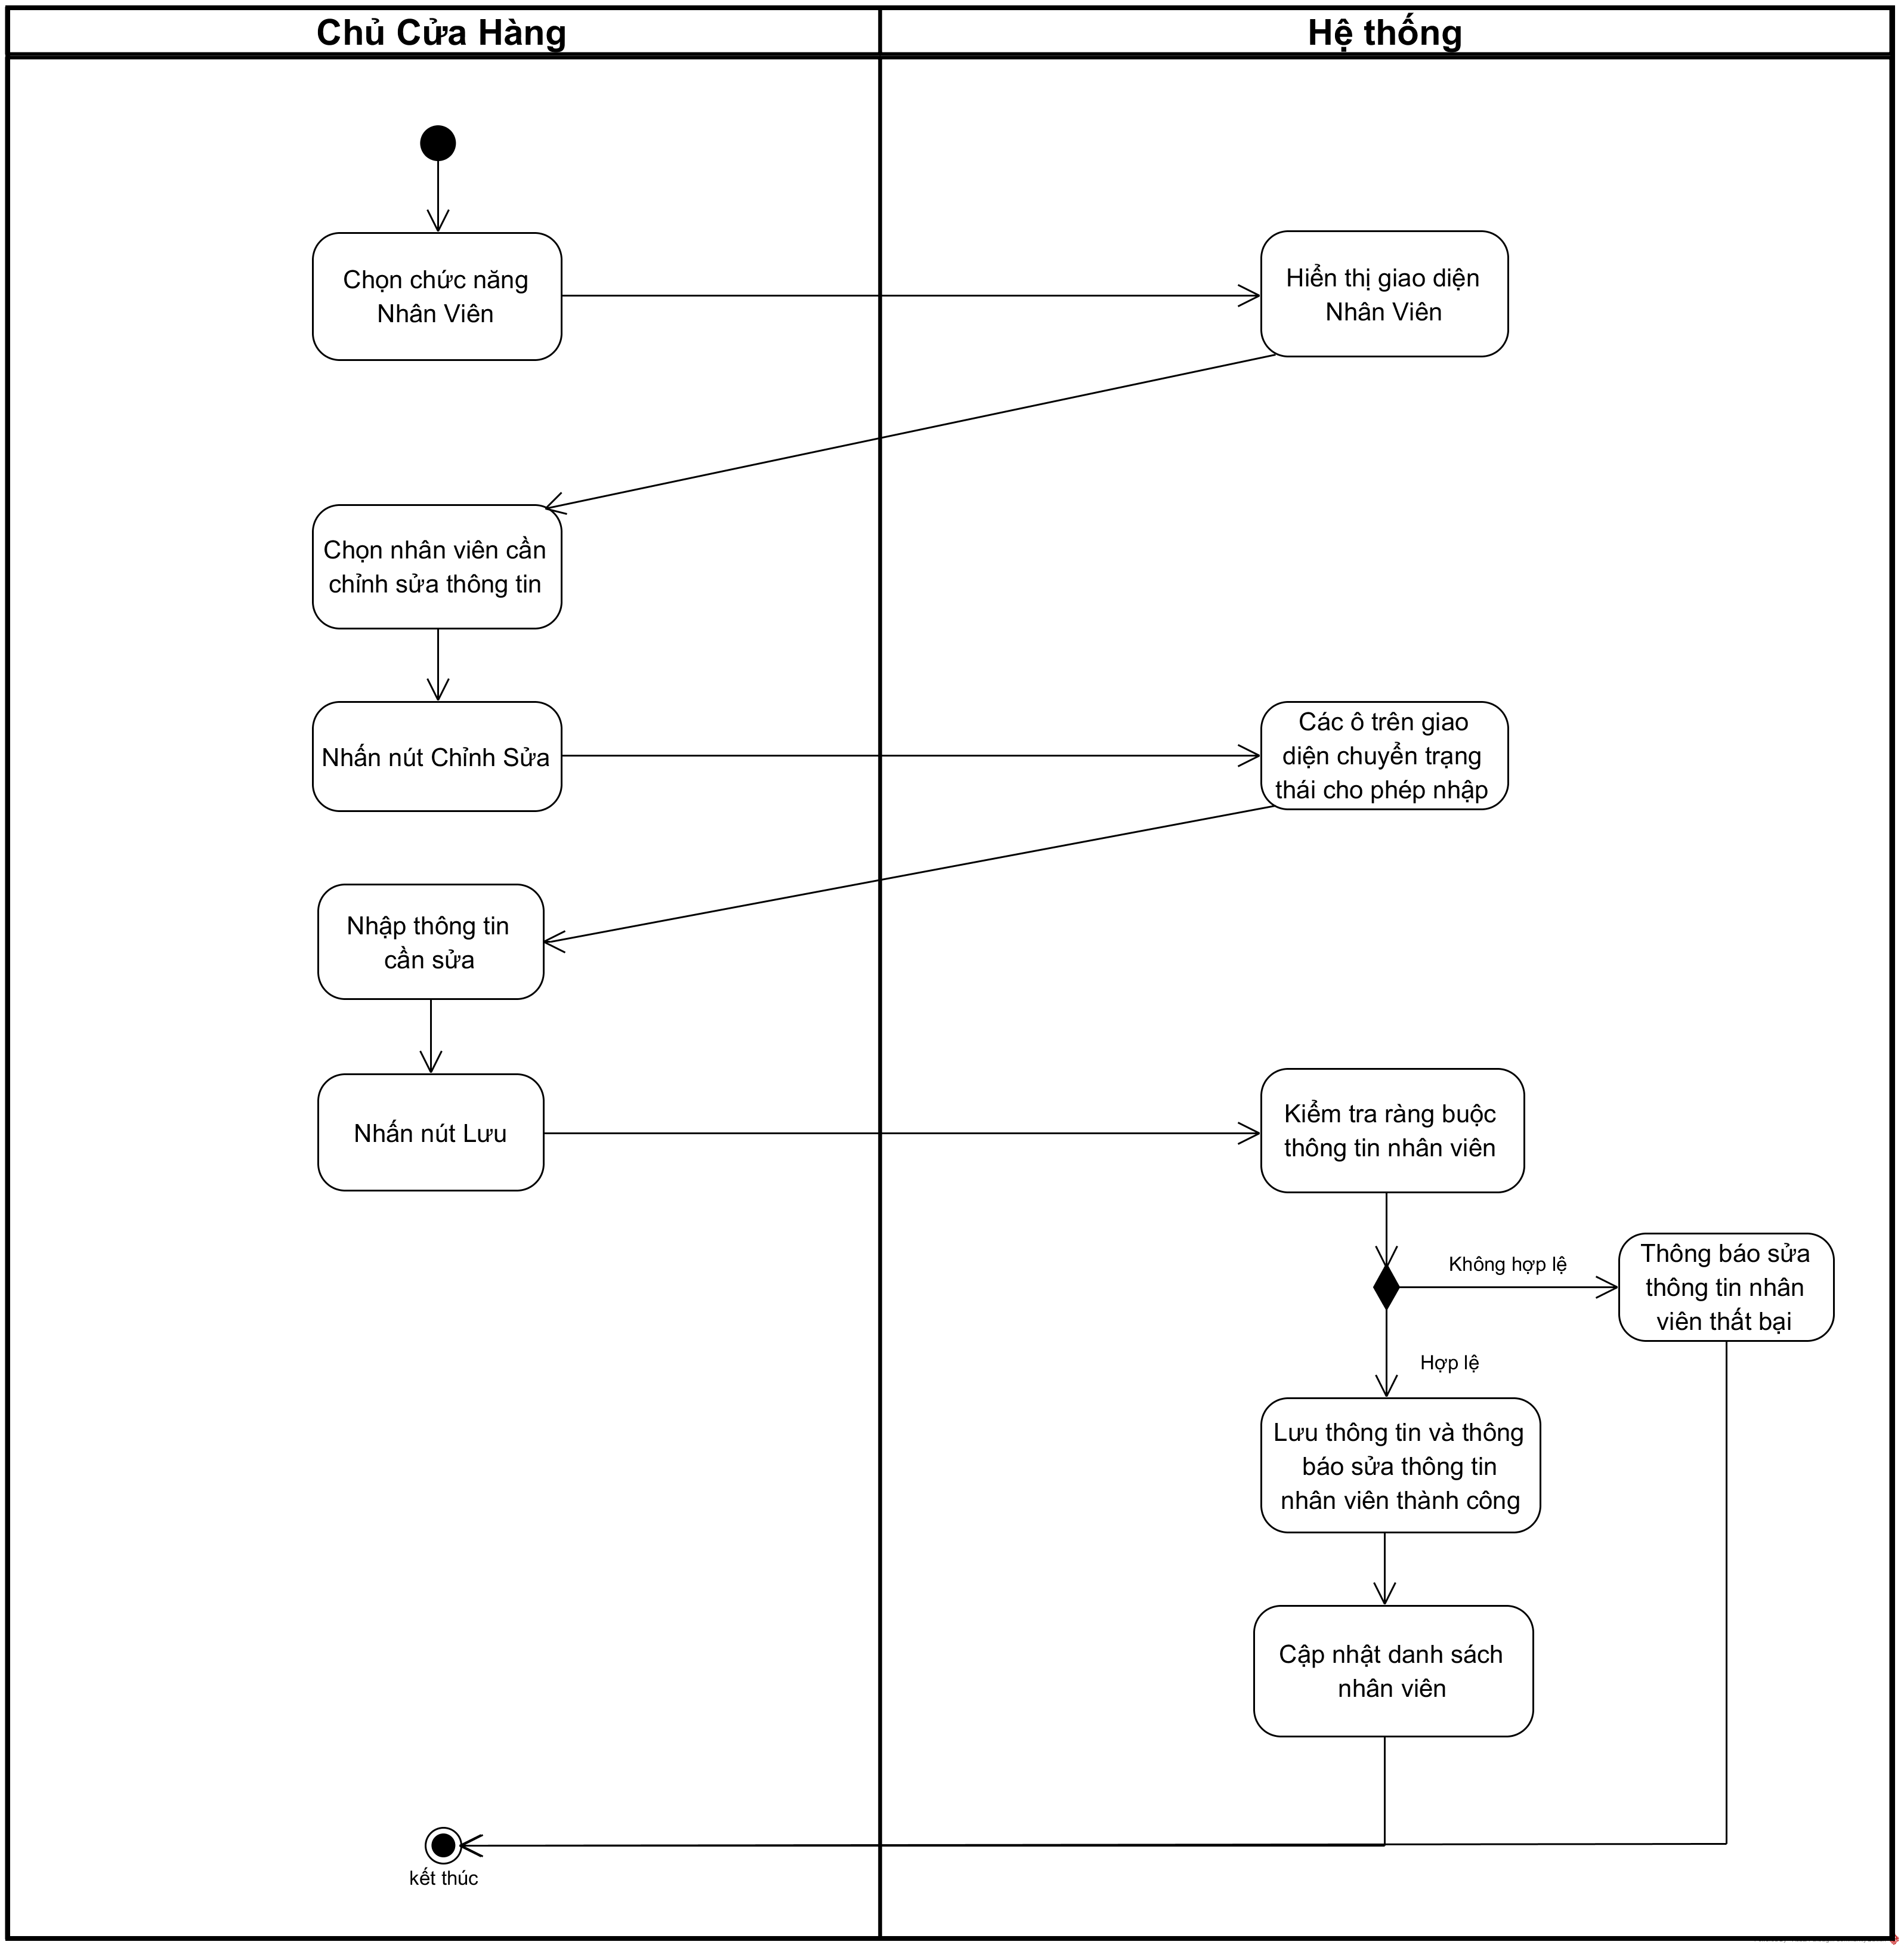 Chủ Cửa Hàng
Hệ thống
Chọn chức năng
Nhân Viên
Hiển thị giao diện
Nhân Viên
Chọn nhân viên cần
chỉnh sửa thông tin
Nhấn nút Chỉnh Sửa
Các ô trên giao
diện chuyển trạng
thái cho phép nhập
Nhập thông tin
cần sửa
Nhấn nút Lưu
Kiểm tra ràng buộc
thông tin nhân viên
Không hợp lệ
Thông báo sửa
thông tin nhân
viên thất bại
Hợp lệ
Lưu thông tin và thông
báo sửa thông tin
nhân viên thành công
Cập nhật danh sách
nhân viên
kết thúc